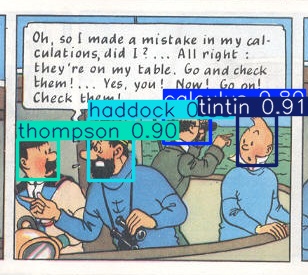 Oh, so I made a mistake in my cal-
culations, did I?... All right:
they're on my table. Go and check
them!... Yes, you! Now! Go on!
Check them!
haddock
tintin 0.91
thompson 0.90